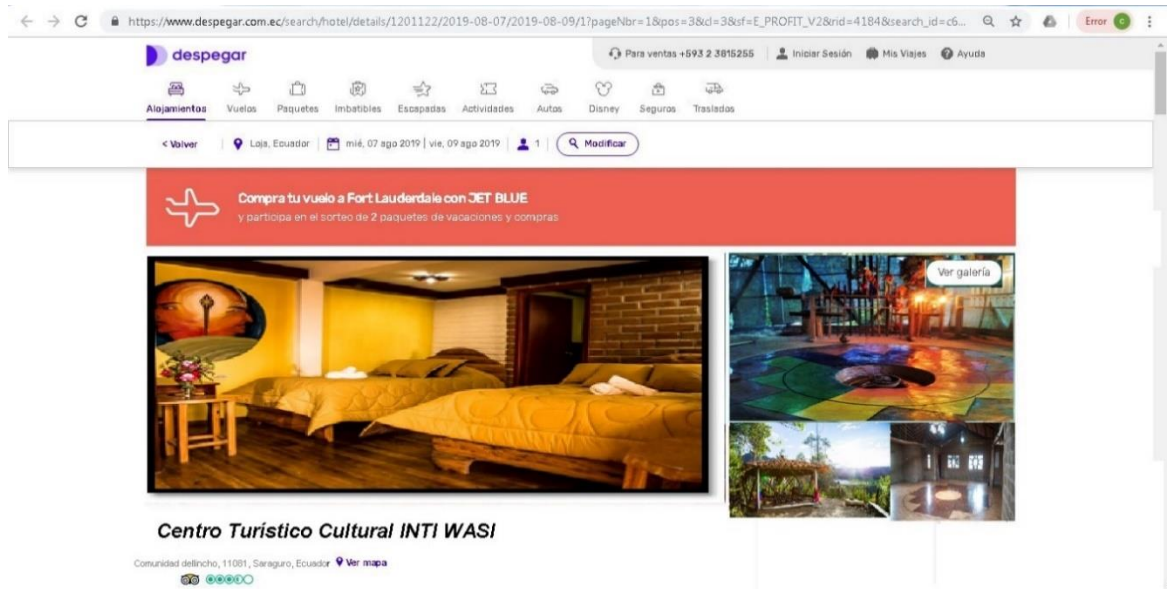 https://www.despegar.com.ec/search/hotel/details/1201122/2019-08-07/2019-08-09/1?pageNbr=1&pos=3&cl=3&sf=E_PROFIT_V2&rid=4184&search_id=c6...
Error
despegar
Para ventas +593 2 3815255 Iniciar Sesión Mis Viajes Ayuda
Alojamientos Vuelos Paquetes Imbatibles Escapadas Actividades Autos Disney Seguros Traslados
< Volver Loja, Ecuador mié, 07 ago 2019 | vie, 09 ago 2019 1 Modificar
Compra tu vuelo a Fort Lauderdale con JET BLUE
y participa en el sorteo de 2 paquetes de vacaciones y compras
Ver galería
Centro Turístico Cultural INTI WASI
Comunidad delIncho, 11081, Saraguro, Ecuador Ver mapa